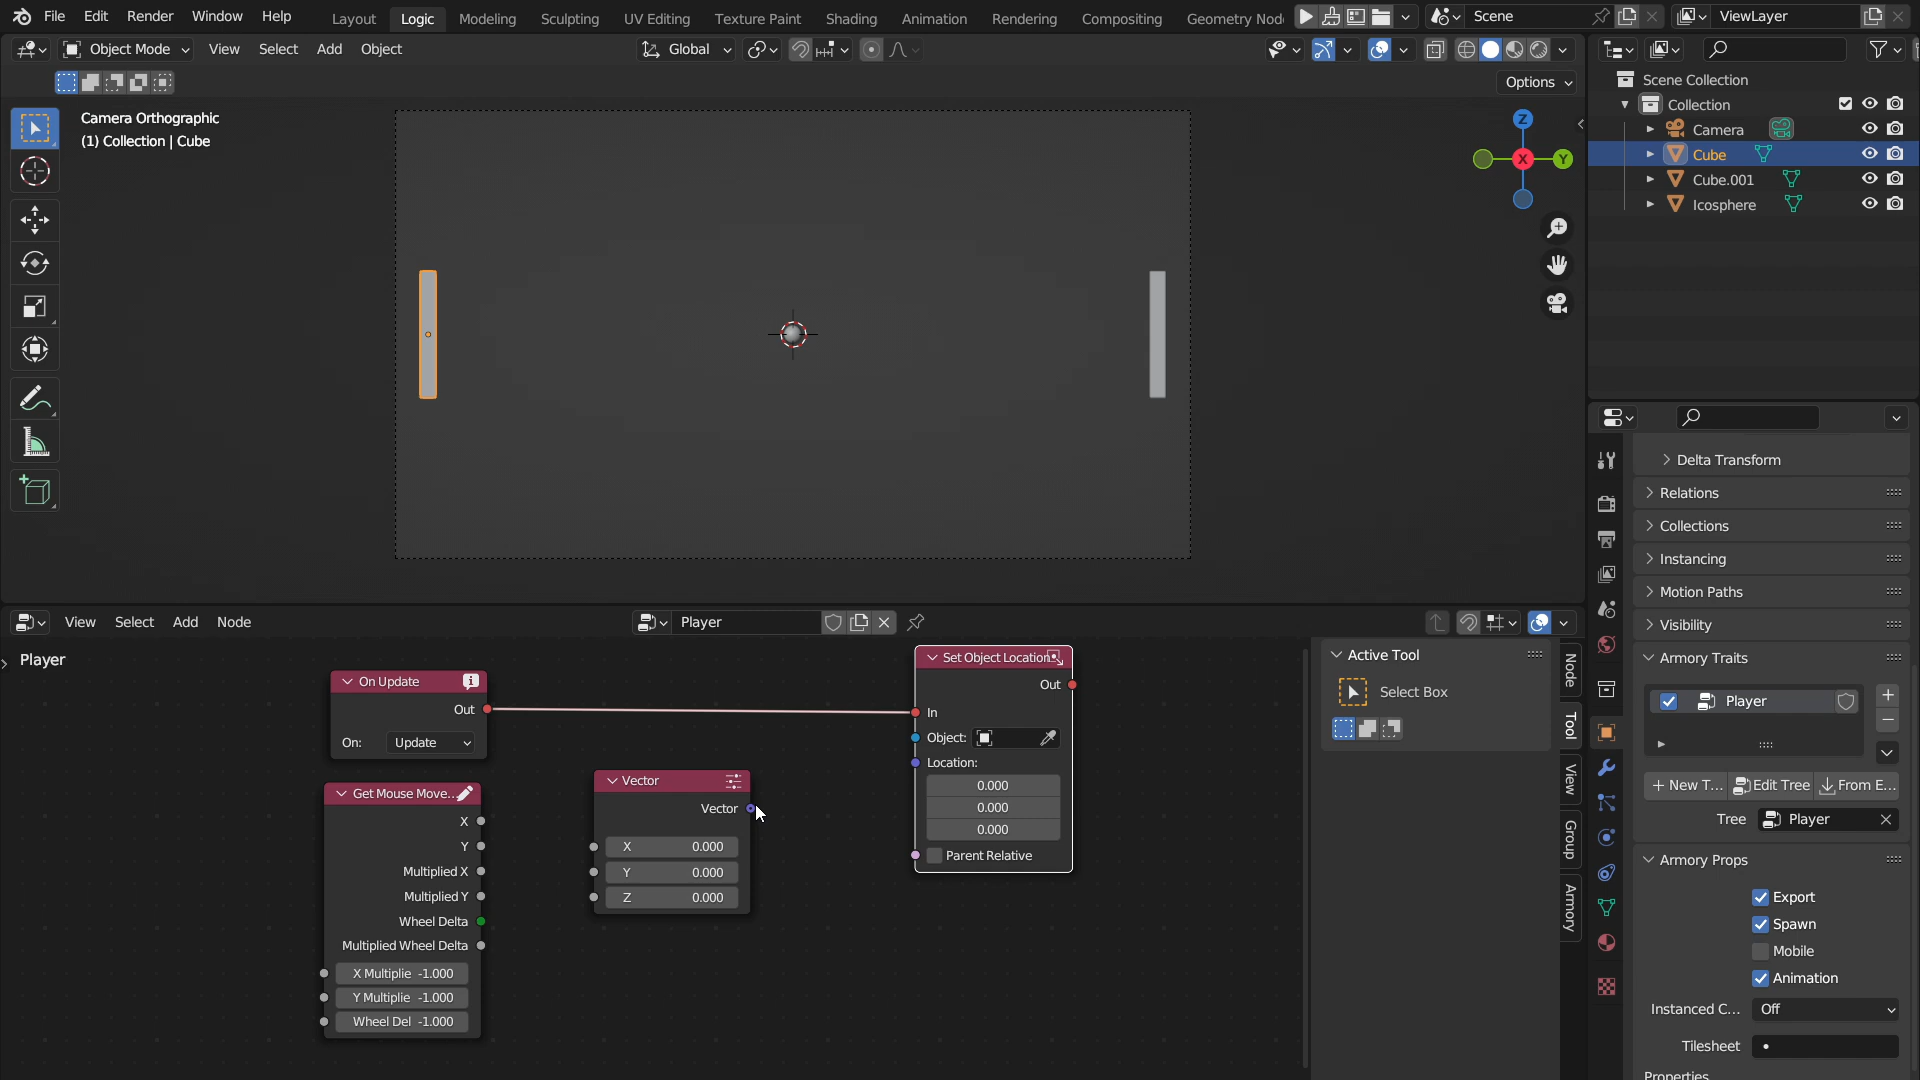 File Edit Render Window Help Layout Logic Modeling Sculpting UV Editing Texture Paint Shading Animation Rendering Compositing Geometry Nod Scene ViewLayer
Object Mode View Select Add Object Global
Options
Camera Orthographic
(1) Collection | Cube
Z
X
Y
Scene Collection
Collection
Camera
Cube
Cube.001
Icosphere
Delta Transform
Relations
Collections
Instancing
Motion Paths
Visibility
Armory Traits
Player
+ New T... Edit Tree From E...
Tree Player
Armory Props
Export
Spawn
Mobile
Animation
Instanced C... Off
Tilesheet
Properties
View Select Add Node Player
Player
On Update
Out
On: Update
Get Mouse Move...
X
Y
Multiplied X
Multiplied Y
Wheel Delta
Multiplied Wheel Delta
X Multiplie -1.000
Y Multiplie -1.000
Wheel Del -1.000
Vector
Vector
X 0.000
Y 0.000
Z 0.000
Set Object Location
Out
In
Object:
Location:
0.000
0.000
0.000
Parent Relative
Active Tool
Select Box
Node
Tool
View
Group
Armory